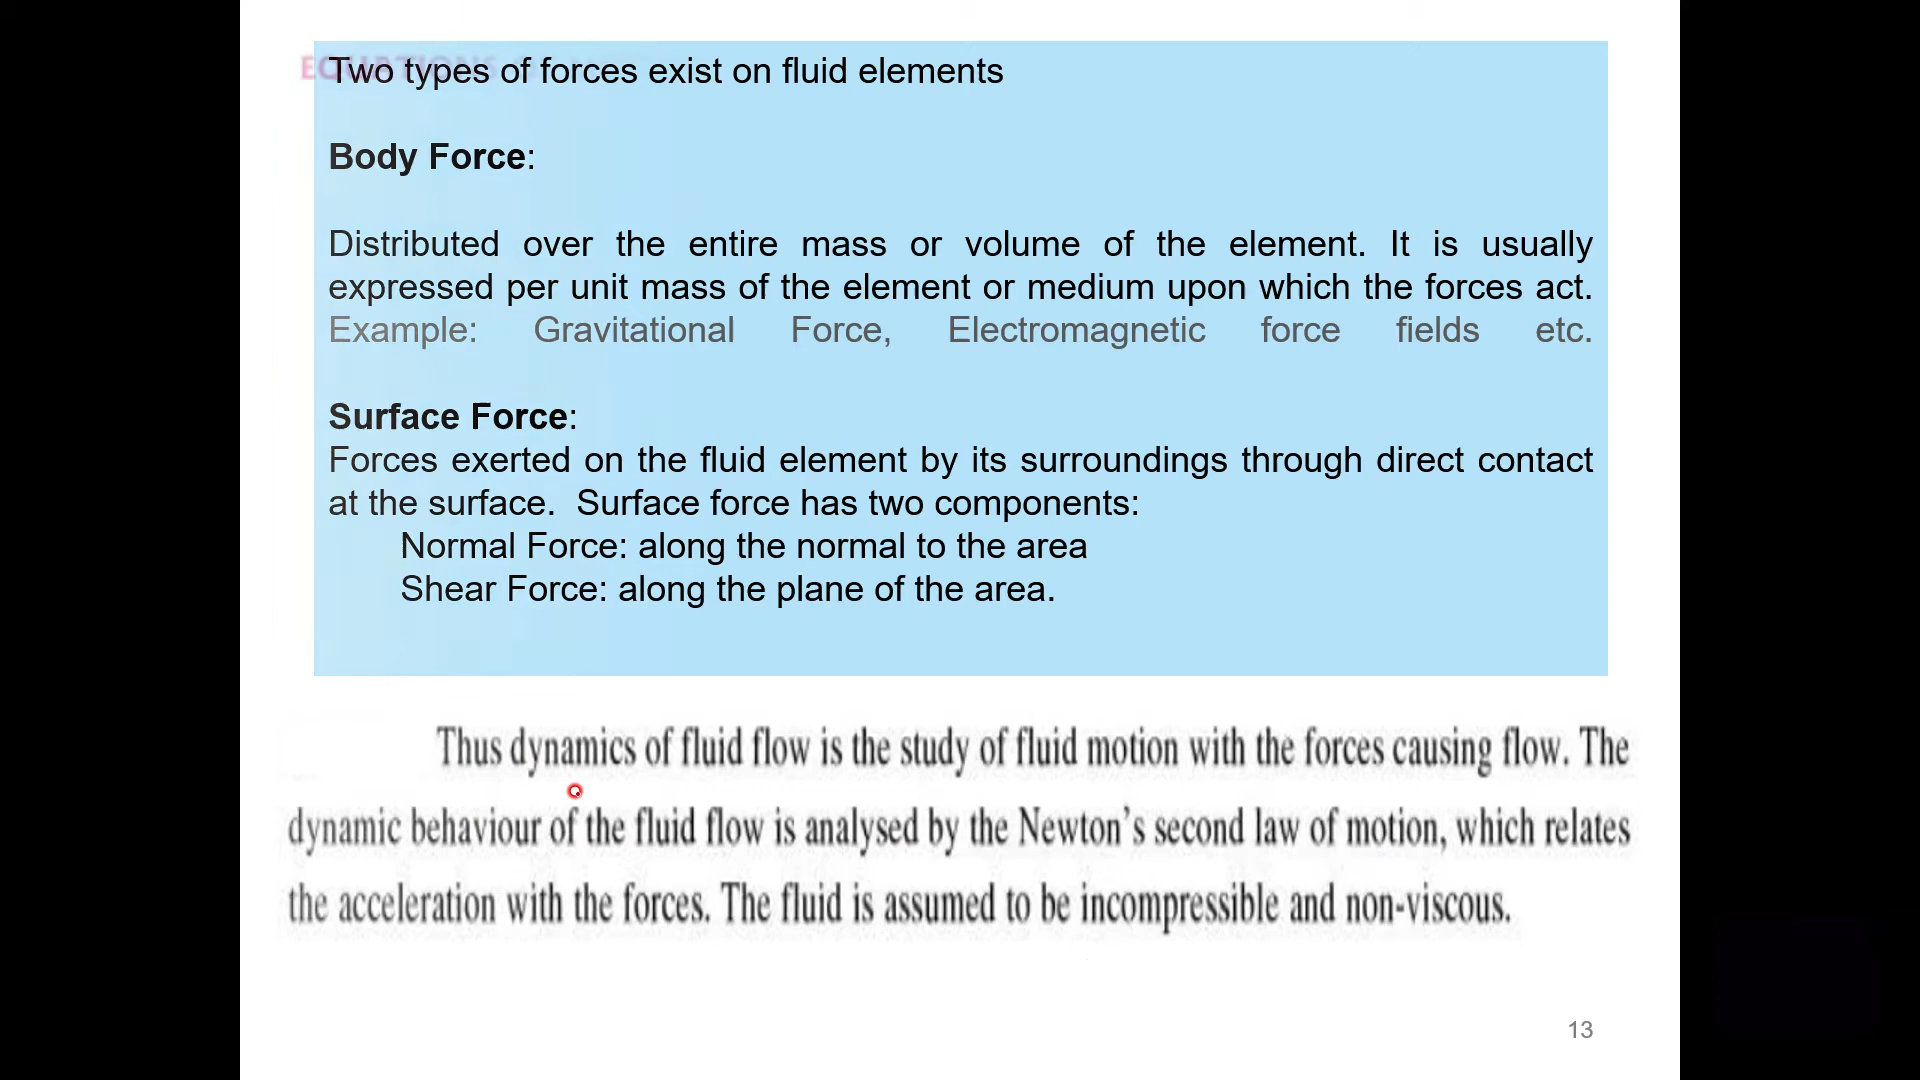 Two types of forces exist on fluid elements
Body Force:
Distributed over the entire mass or volume of the element. It is usually
expressed per unit mass of the element or medium upon which the forces act.
Example: Gravitational Force, Electromagnetic force fields etc.
Surface Force:
Forces exerted on the fluid element by its surroundings through direct contact
at the surface. Surface force has two components:
Normal Force: along the normal to the area
Shear Force: along the plane of the area.
Thus dynamics of fluid flow is the study of fluid motion with the forces causing flow. The
dynamic behaviour of the fluid flow is analysed by the Newton's second law of motion, which relates
the acceleration with the forces. The fluid is assumed to be incompressible and non-viscous.
13